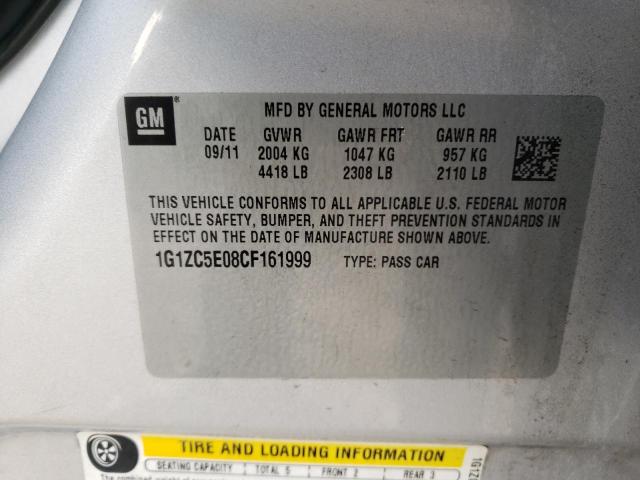 GM ®
MFD BY GENERAL MOTORS LLC
DATE GVWR GAWR FRT GAWR RR
09/11 2004 KG 1047 KG 957 KG
4418 LB 2308 LB 2110 LB
THIS VEHICLE CONFORMS TO ALL APPLICABLE U.S. FEDERAL MOTOR
VEHICLE SAFETY, BUMPER, AND THEFT PREVENTION STANDARDS IN
EFFECT ON THE DATE OF MANUFACTURE SHOWN ABOVE.
1G1ZC5E08CF161999 TYPE: PASS CAR
TIRE AND LOADING INFORMATION
SEATING CAPACITY TOTAL 5 FRONT 2 REAR 3
1G1Z